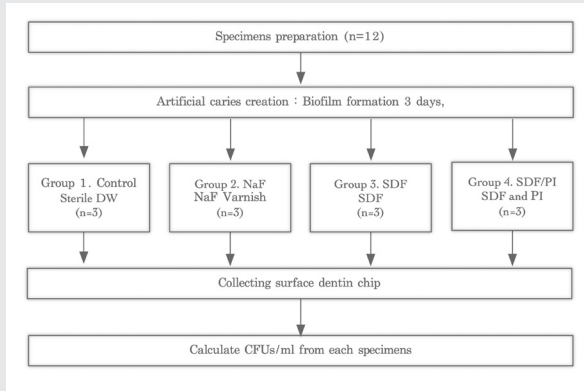 Specimens preparation (n=12)
Artificial caries creation : Biofilm formation 3 days,
Group 1. Control
Sterile DW
(n=3)
Group 2. NaF
NaF Varnish
(n=3)
Group 3. SDF
SDF
(n=3)
Group 4. SDF/PI
SDF and PI
(n=3)
Collecting surface dentin chip
Calculate CFUs/ml from each specimens